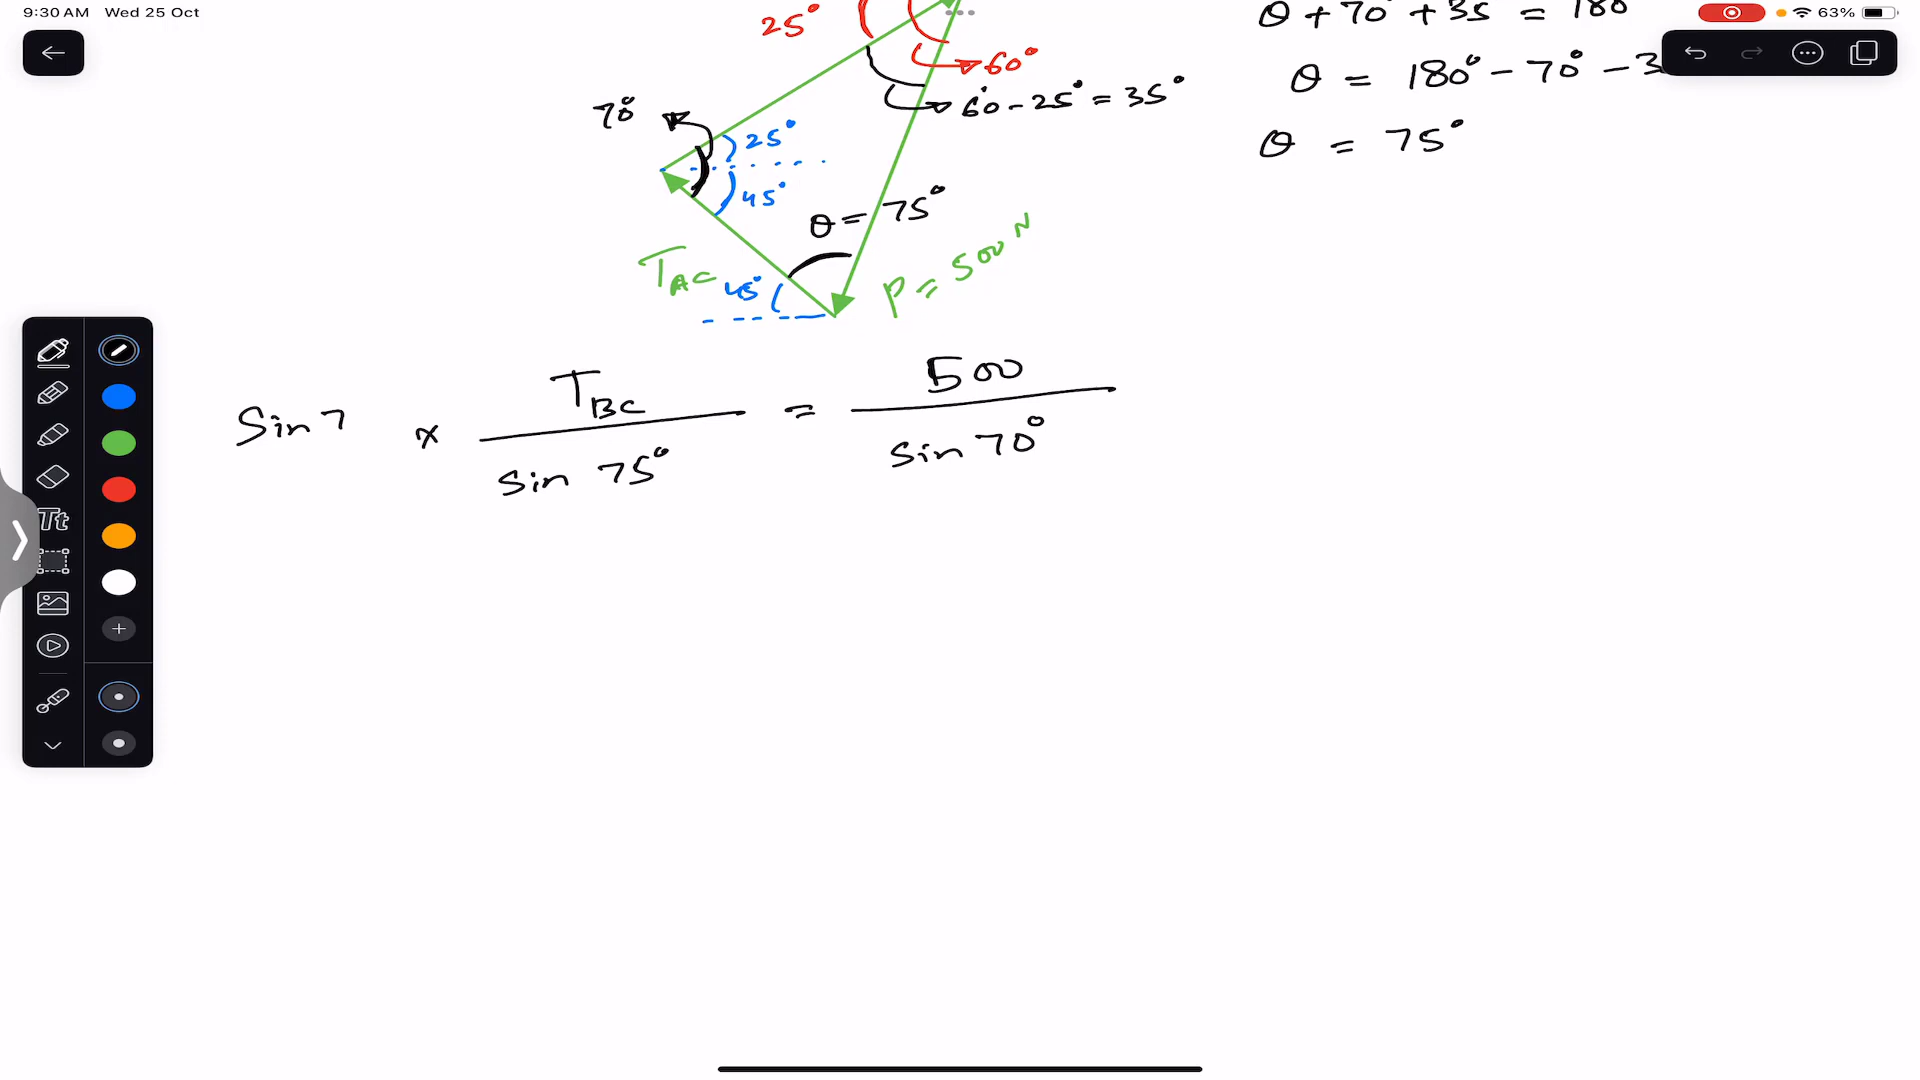 9:30 AM Wed 25 Oct
63%
25°
60°
60° - 25° = 35°
70°
25°
45°
θ = 75°
TAC
45°
P = 500 N
θ + 70° + 35 = 180
θ = 180° - 70° - 3
θ = 75°
Sin 7 × TBC / Sin 75° = 500 / Sin 70°
Tt